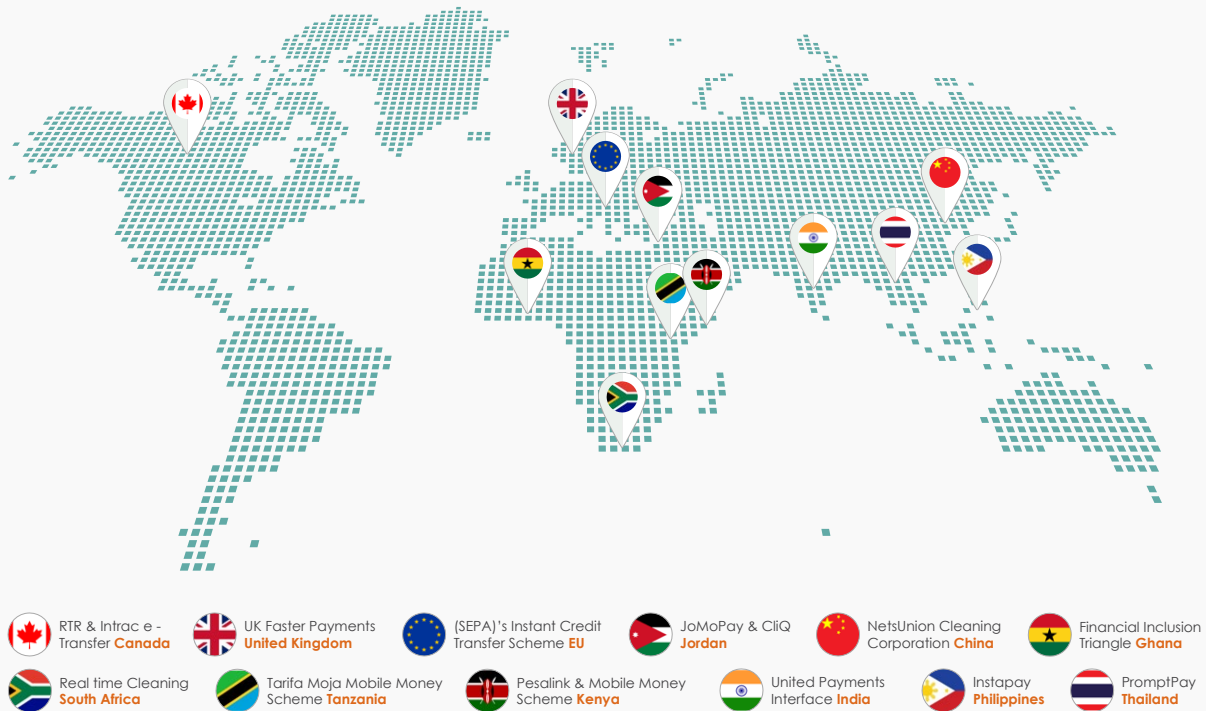 RTR & Intrac e -
Transfer Canada
UK Faster Payments
United Kingdom
(SEPA)'s Instant Credit
Transfer Scheme EU
JoMoPay & CliQ
Jordan
NetsUnion Cleaning
Corporation China
Financial Inclusion
Triangle Ghana
Real time Cleaning
South Africa
Tarifa Moja Mobile Money
Scheme Tanzania
Pesalink & Mobile Money
Scheme Kenya
United Payments
Interface India
Instapay
Philippines
PromptPay
Thailand